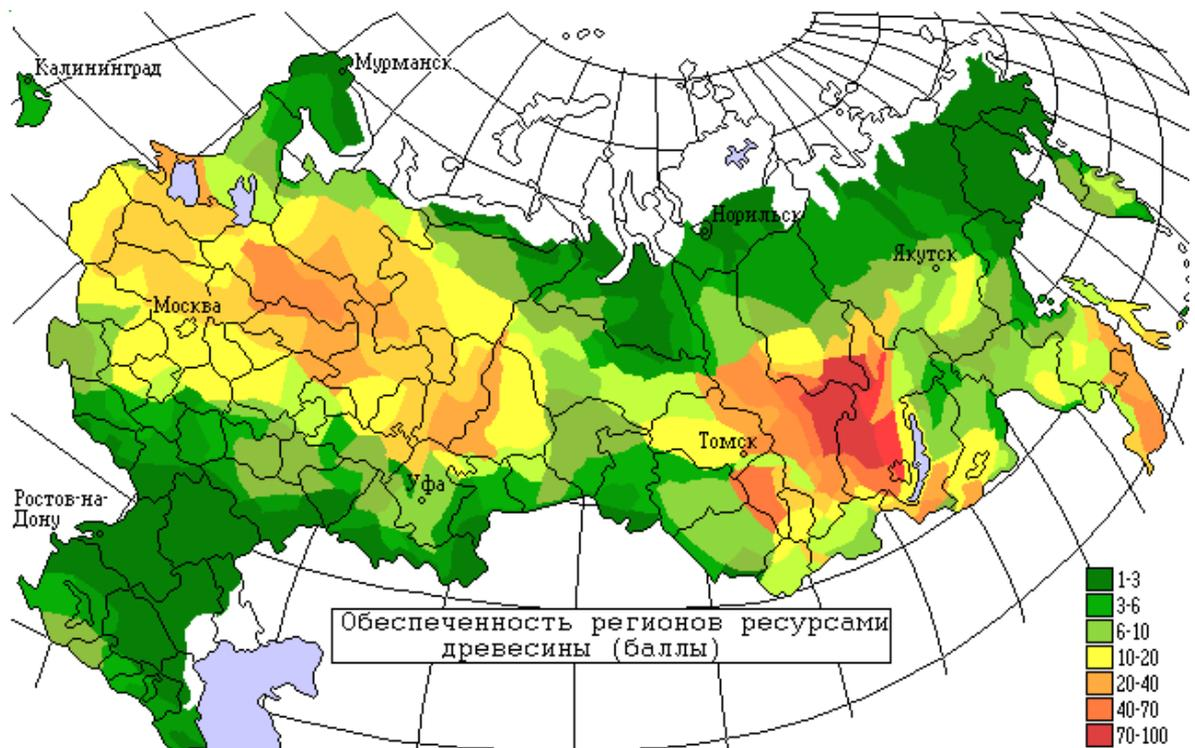 Калининград
Мурманск
Норильск
Якутск
Москва
Томск
Уфа
Ростов-на-
Дону
Обеспеченность регионов ресурсами
древесины (баллы)
1-3
3-6
6-10
10-20
20-40
40-70
70-100